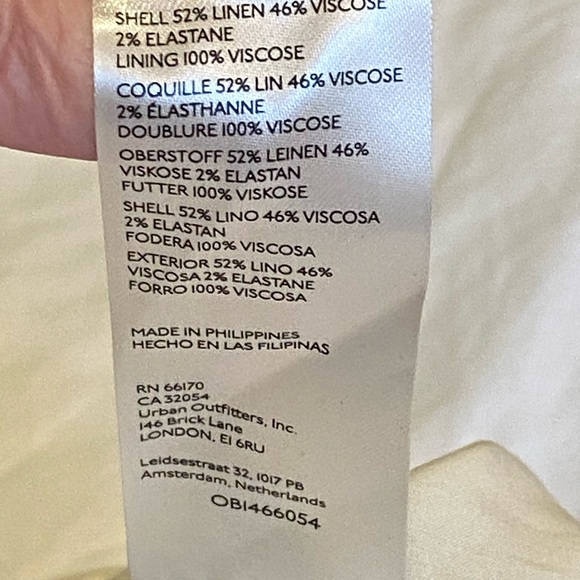 SHELL 52% LINEN 46% VISCOSE
2% ELASTANE
LINING 100% VISCOSE
COQUILLE 52% LIN 46% VISCOSE
2% ÉLASTHANNE
DOUBLURE 100% VISCOSE
OBERSTOFF 52% LEINEN 46%
VISKOSE 2% ELASTAN
FUTTER 100% VISKOSE
SHELL 52% LINO 46% VISCOSA
2% ELASTAN
FODERA 100% VISCOSA
EXTERIOR 52% LINO 46%
VISCOSA 2% ELASTANE
FORRO 100% VISCOSA
MADE IN PHILIPPINES
HECHO EN LAS FILIPINAS
RN 66170
CA 32054
Urban Outfitters, Inc.
146 Brick Lane
LONDON, E1 6RU
Leidsestraat 32, 1017 PB
Amsterdam, Netherlands
OB1466054